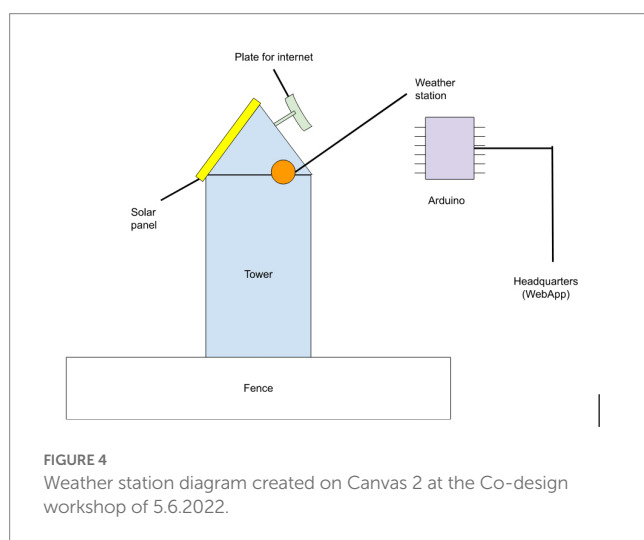 Plate for internet
Weather
station
Arduino
Solar
panel
Tower
Headquarters
(WebApp)
Fence
FIGURE 4
Weather station diagram created on Canvas 2 at the Co-design
workshop of 5.6.2022.